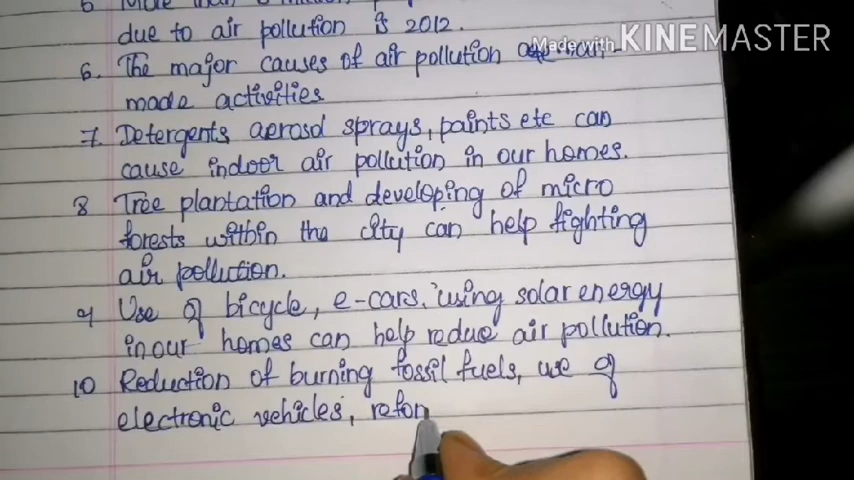 due to air pollution is 2012.
Made with KINEMASTER
6. The major causes of air pollution are man-
made activities
7. Detergents aerosol sprays, paints etc can
cause indoor air pollution in our homes.
8 Tree plantation and developing of micro
forests within the city can help fighting
air pollution.
9 Use of bicycle, e-cars, using solar energy
in our homes can help reduce air pollution.
10 Reduction of burning fossil fuels, use of
electronic vehicles, refor